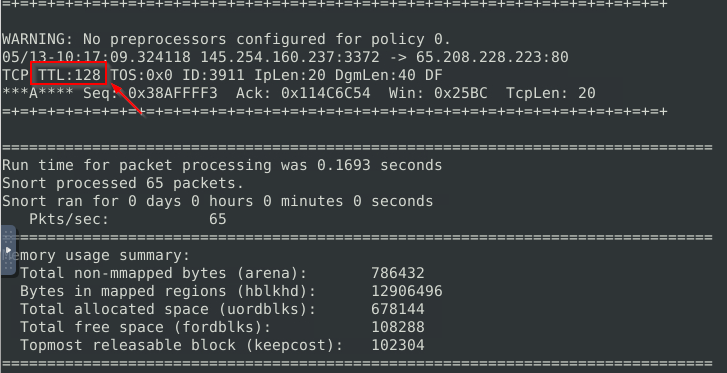 =+=+=+=+=+=+=+=+=+=+=+=+=+=+=+=+=+=+=+=+=+=+=+=+=+=+=+=+=+=+=+=+=+=+=+=+=+
WARNING: No preprocessors configured for policy 0.
05/13-10:17:09.324118 145.254.160.237:3372 -> 65.208.228.223:80
TCP TTL:128 TOS:0x0 ID:3911 IpLen:20 DgmLen:40 DF
***A**** Seq: 0x38AFFFF3  Ack: 0x114C6C54  Win: 0x25BC  TcpLen: 20
=+=+=+=+=+=+=+=+=+=+=+=+=+=+=+=+=+=+=+=+=+=+=+=+=+=+=+=+=+=+=+=+=+=+=+=+=+
===============================================================================
Run time for packet processing was 0.1693 seconds
Snort processed 65 packets.
Snort ran for 0 days 0 hours 0 minutes 0 seconds
   Pkts/sec:           65
===============================================================================
Memory usage summary:
  Total non-mmapped bytes (arena):       786432
  Bytes in mapped regions (hblkhd):      12906496
  Total allocated space (uordblks):      678144
  Total free space (fordblks):           108288
  Topmost releasable block (keepcost):   102304
===============================================================================